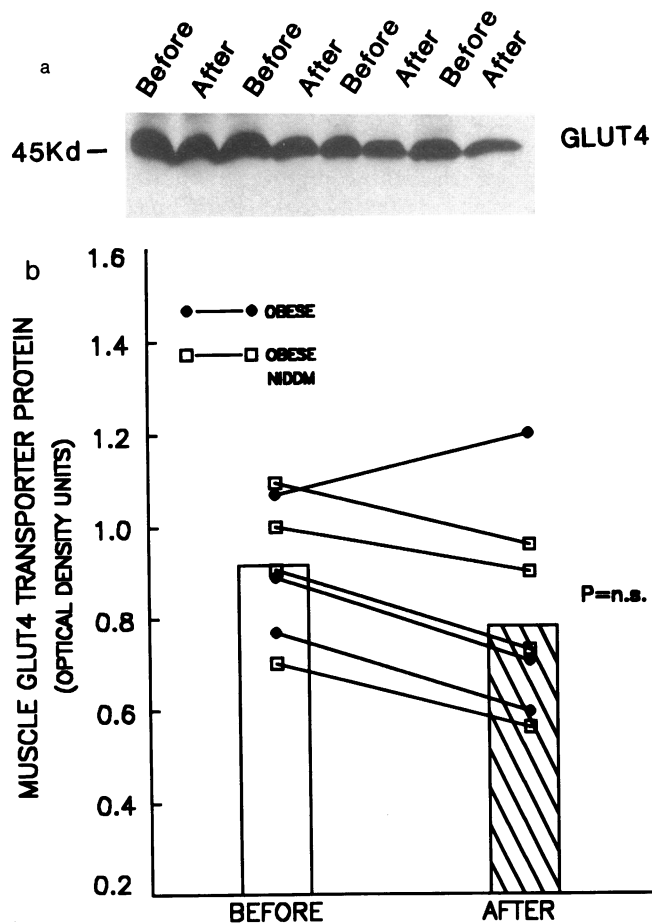 a
Before After Before After Before After Before After
45Kd
GLUT4
b
MUSCLE GLUT4 TRANSPORTER PROTEIN
(OPTICAL DENSITY UNITS)
1.6
1.4
1.2
1.0
0.8
0.6
0.4
0.2
OBESE
OBESE
NIDDM
P=n.s.
BEFORE
AFTER